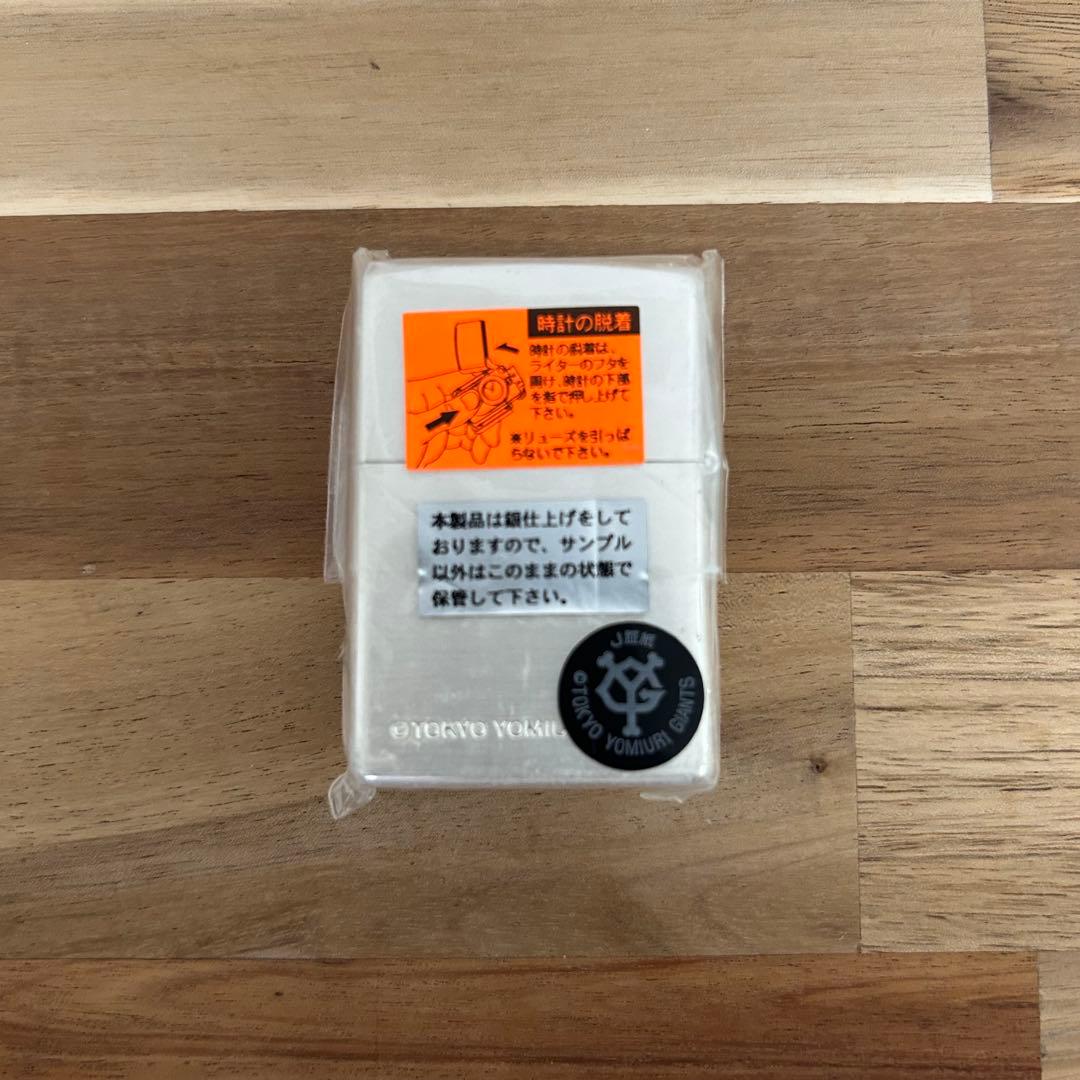 時計の脱着
時計の脱着は、
ライターのフタを
開け、時計の下部
を指で押し上げて
下さい。
※リューズを引っぱ
らないで下さい。
本製品は銀仕上げをして
おりますので、サンプル
以外はこのままの状態で
保管して下さい。
©TOKYO YOMIU
YG
©TOKYO YOMIURI GIANTS